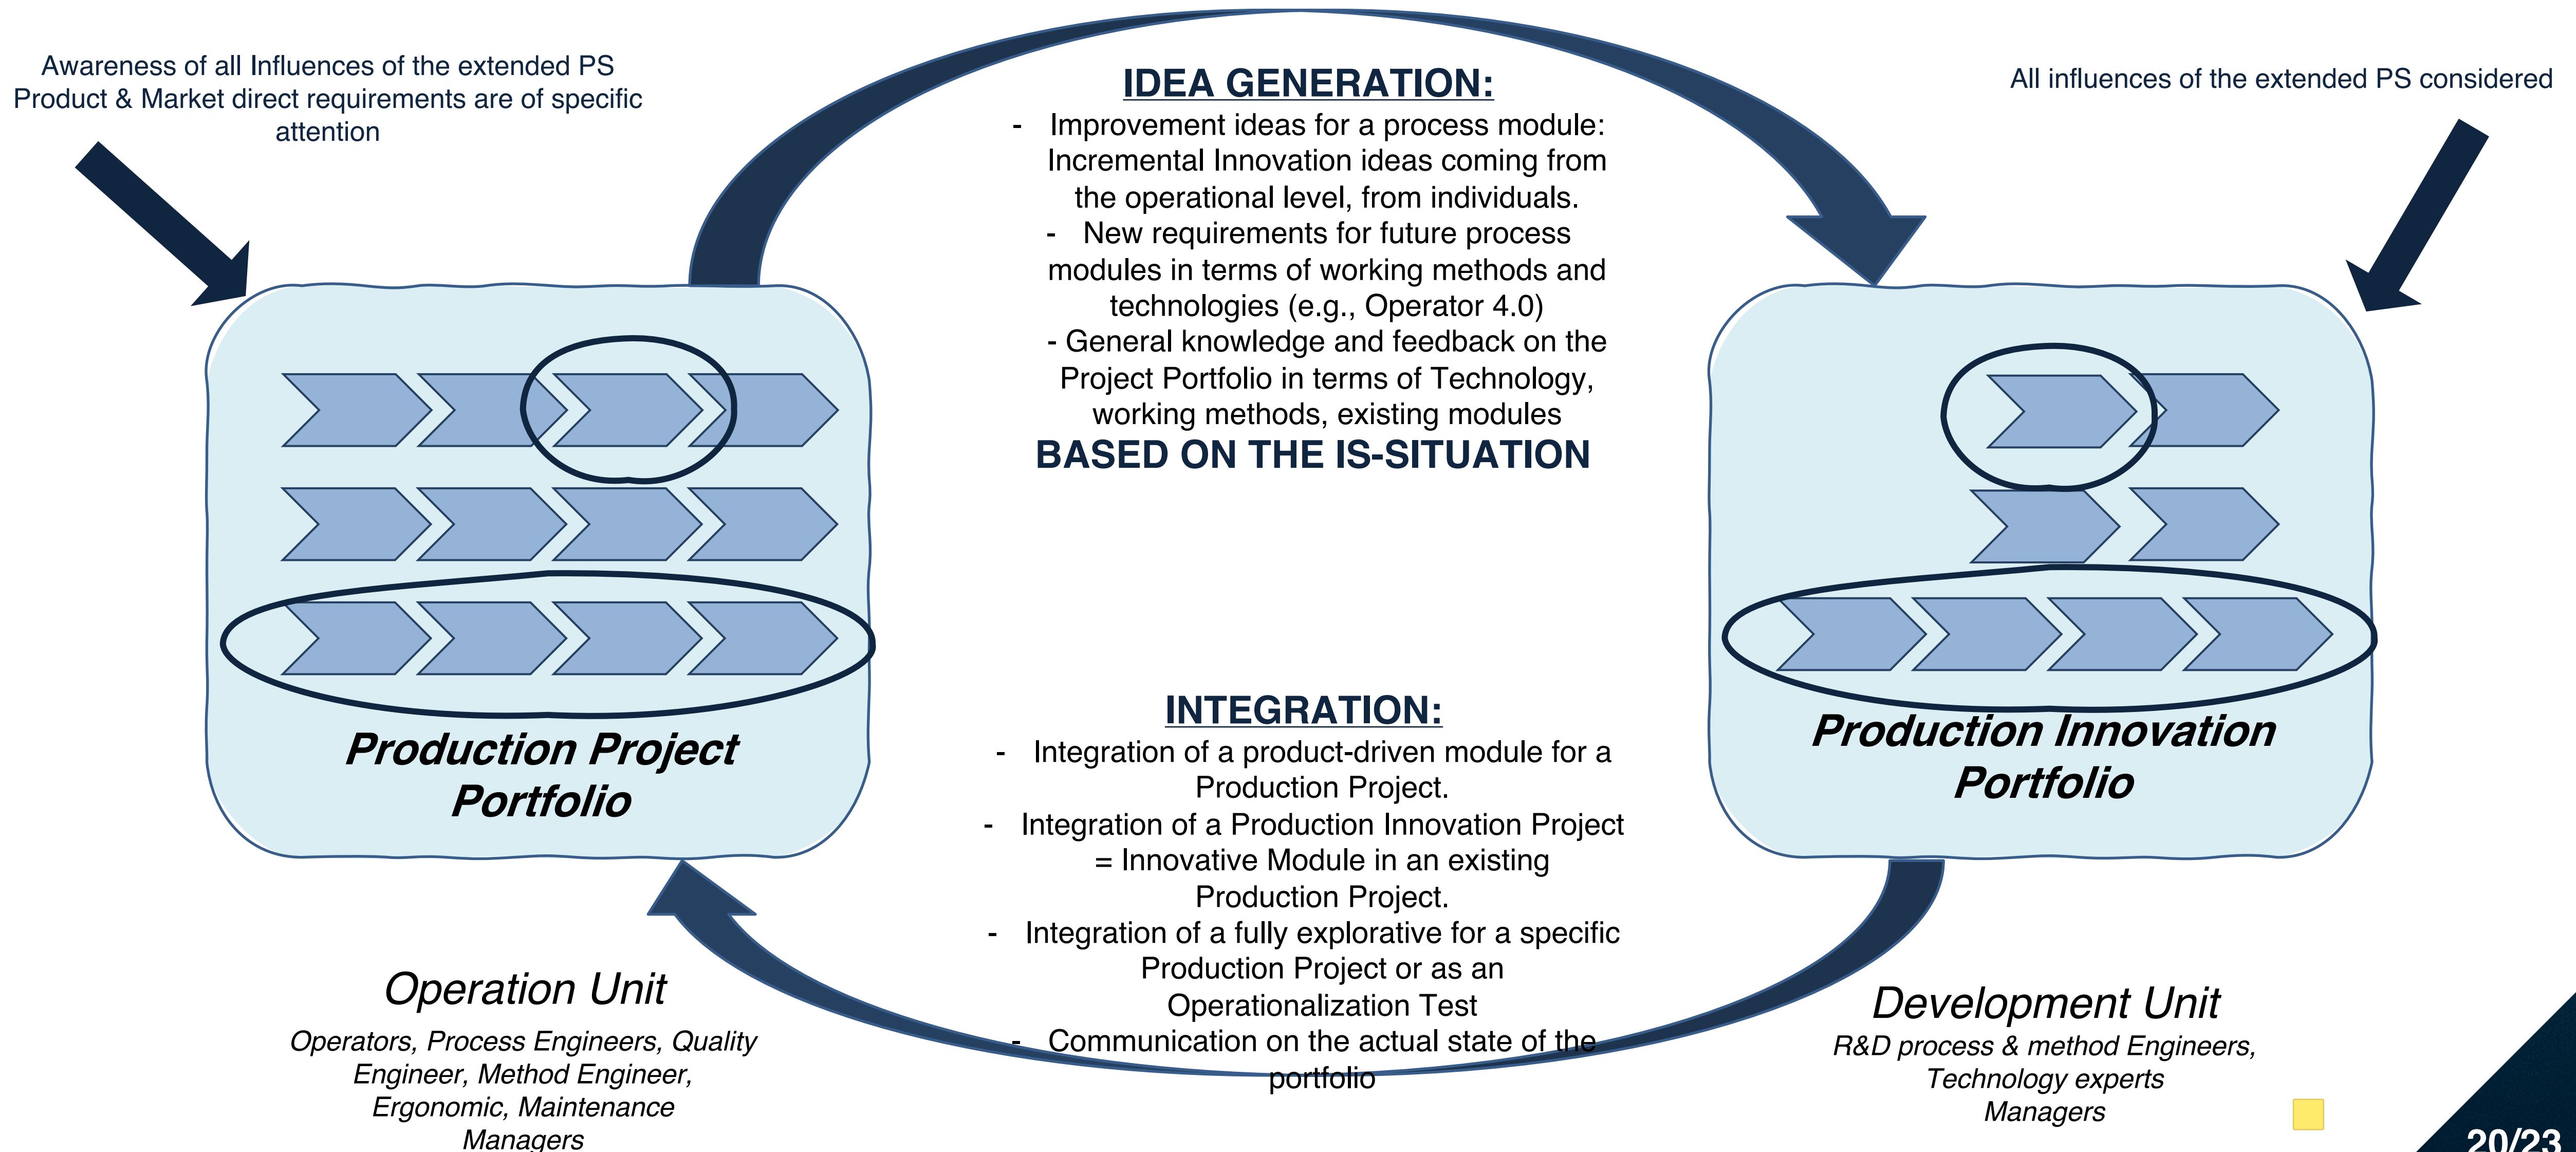 Awareness of all Influences of the extended PS
Product & Market direct requirements are of specific
attention
IDEA GENERATION:
- Improvement ideas for a process module:
Incremental Innovation ideas coming from
the operational level, from individuals.
- New requirements for future process
modules in terms of working methods and
technologies (e.g., Operator 4.0)
- General knowledge and feedback on the
Project Portfolio in terms of Technology,
working methods, existing modules
BASED ON THE IS-SITUATION
All influences of the extended PS considered
Production Project
Portfolio
INTEGRATION:
- Integration of a product-driven module for a
Production Project.
- Integration of a Production Innovation Project
= Innovative Module in an existing
Production Project.
- Integration of a fully explorative for a specific
Production Project or as an
Operationalization Test
- Communication on the actual state of the
portfolio
Production Innovation
Portfolio
Operation Unit
Operators, Process Engineers, Quality
Engineer, Method Engineer,
Ergonomic, Maintenance
Managers
Development Unit
R&D process & method Engineers,
Technology experts
Managers
20/23